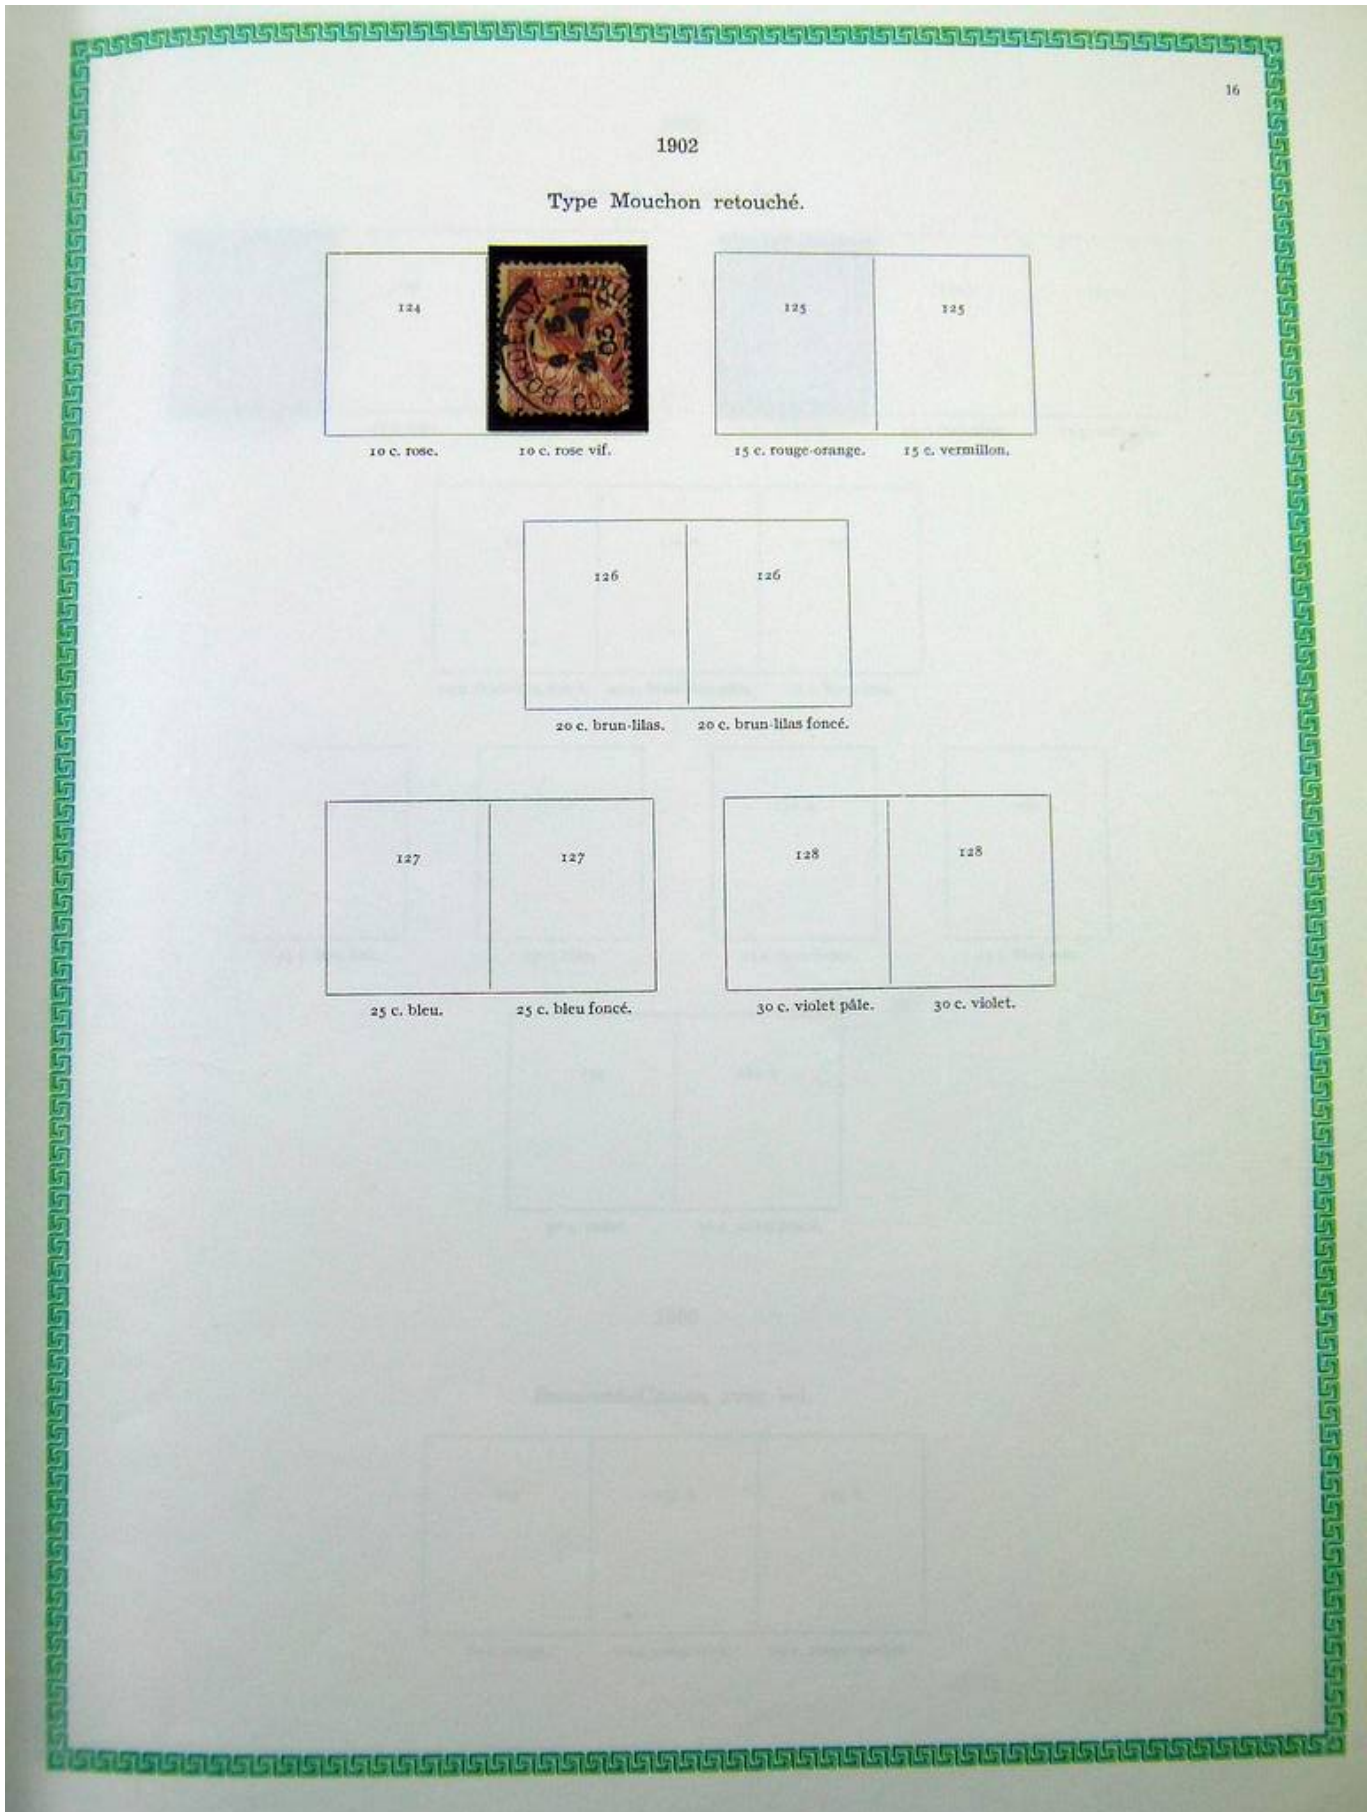 16
1902
Type Mouchon retouché.
124
125
125
BORDEAUX
03
10 c. rose.
10 c. rose vif.
15 c. rouge-orange.
15 c. vermillon.
126
126
20 c. brun-lilas.
20 c. brun-lilas foncé.
127
127
128
128
25 c. bleu.
25 c. bleu foncé.
30 c. violet pâle.
30 c. violet.